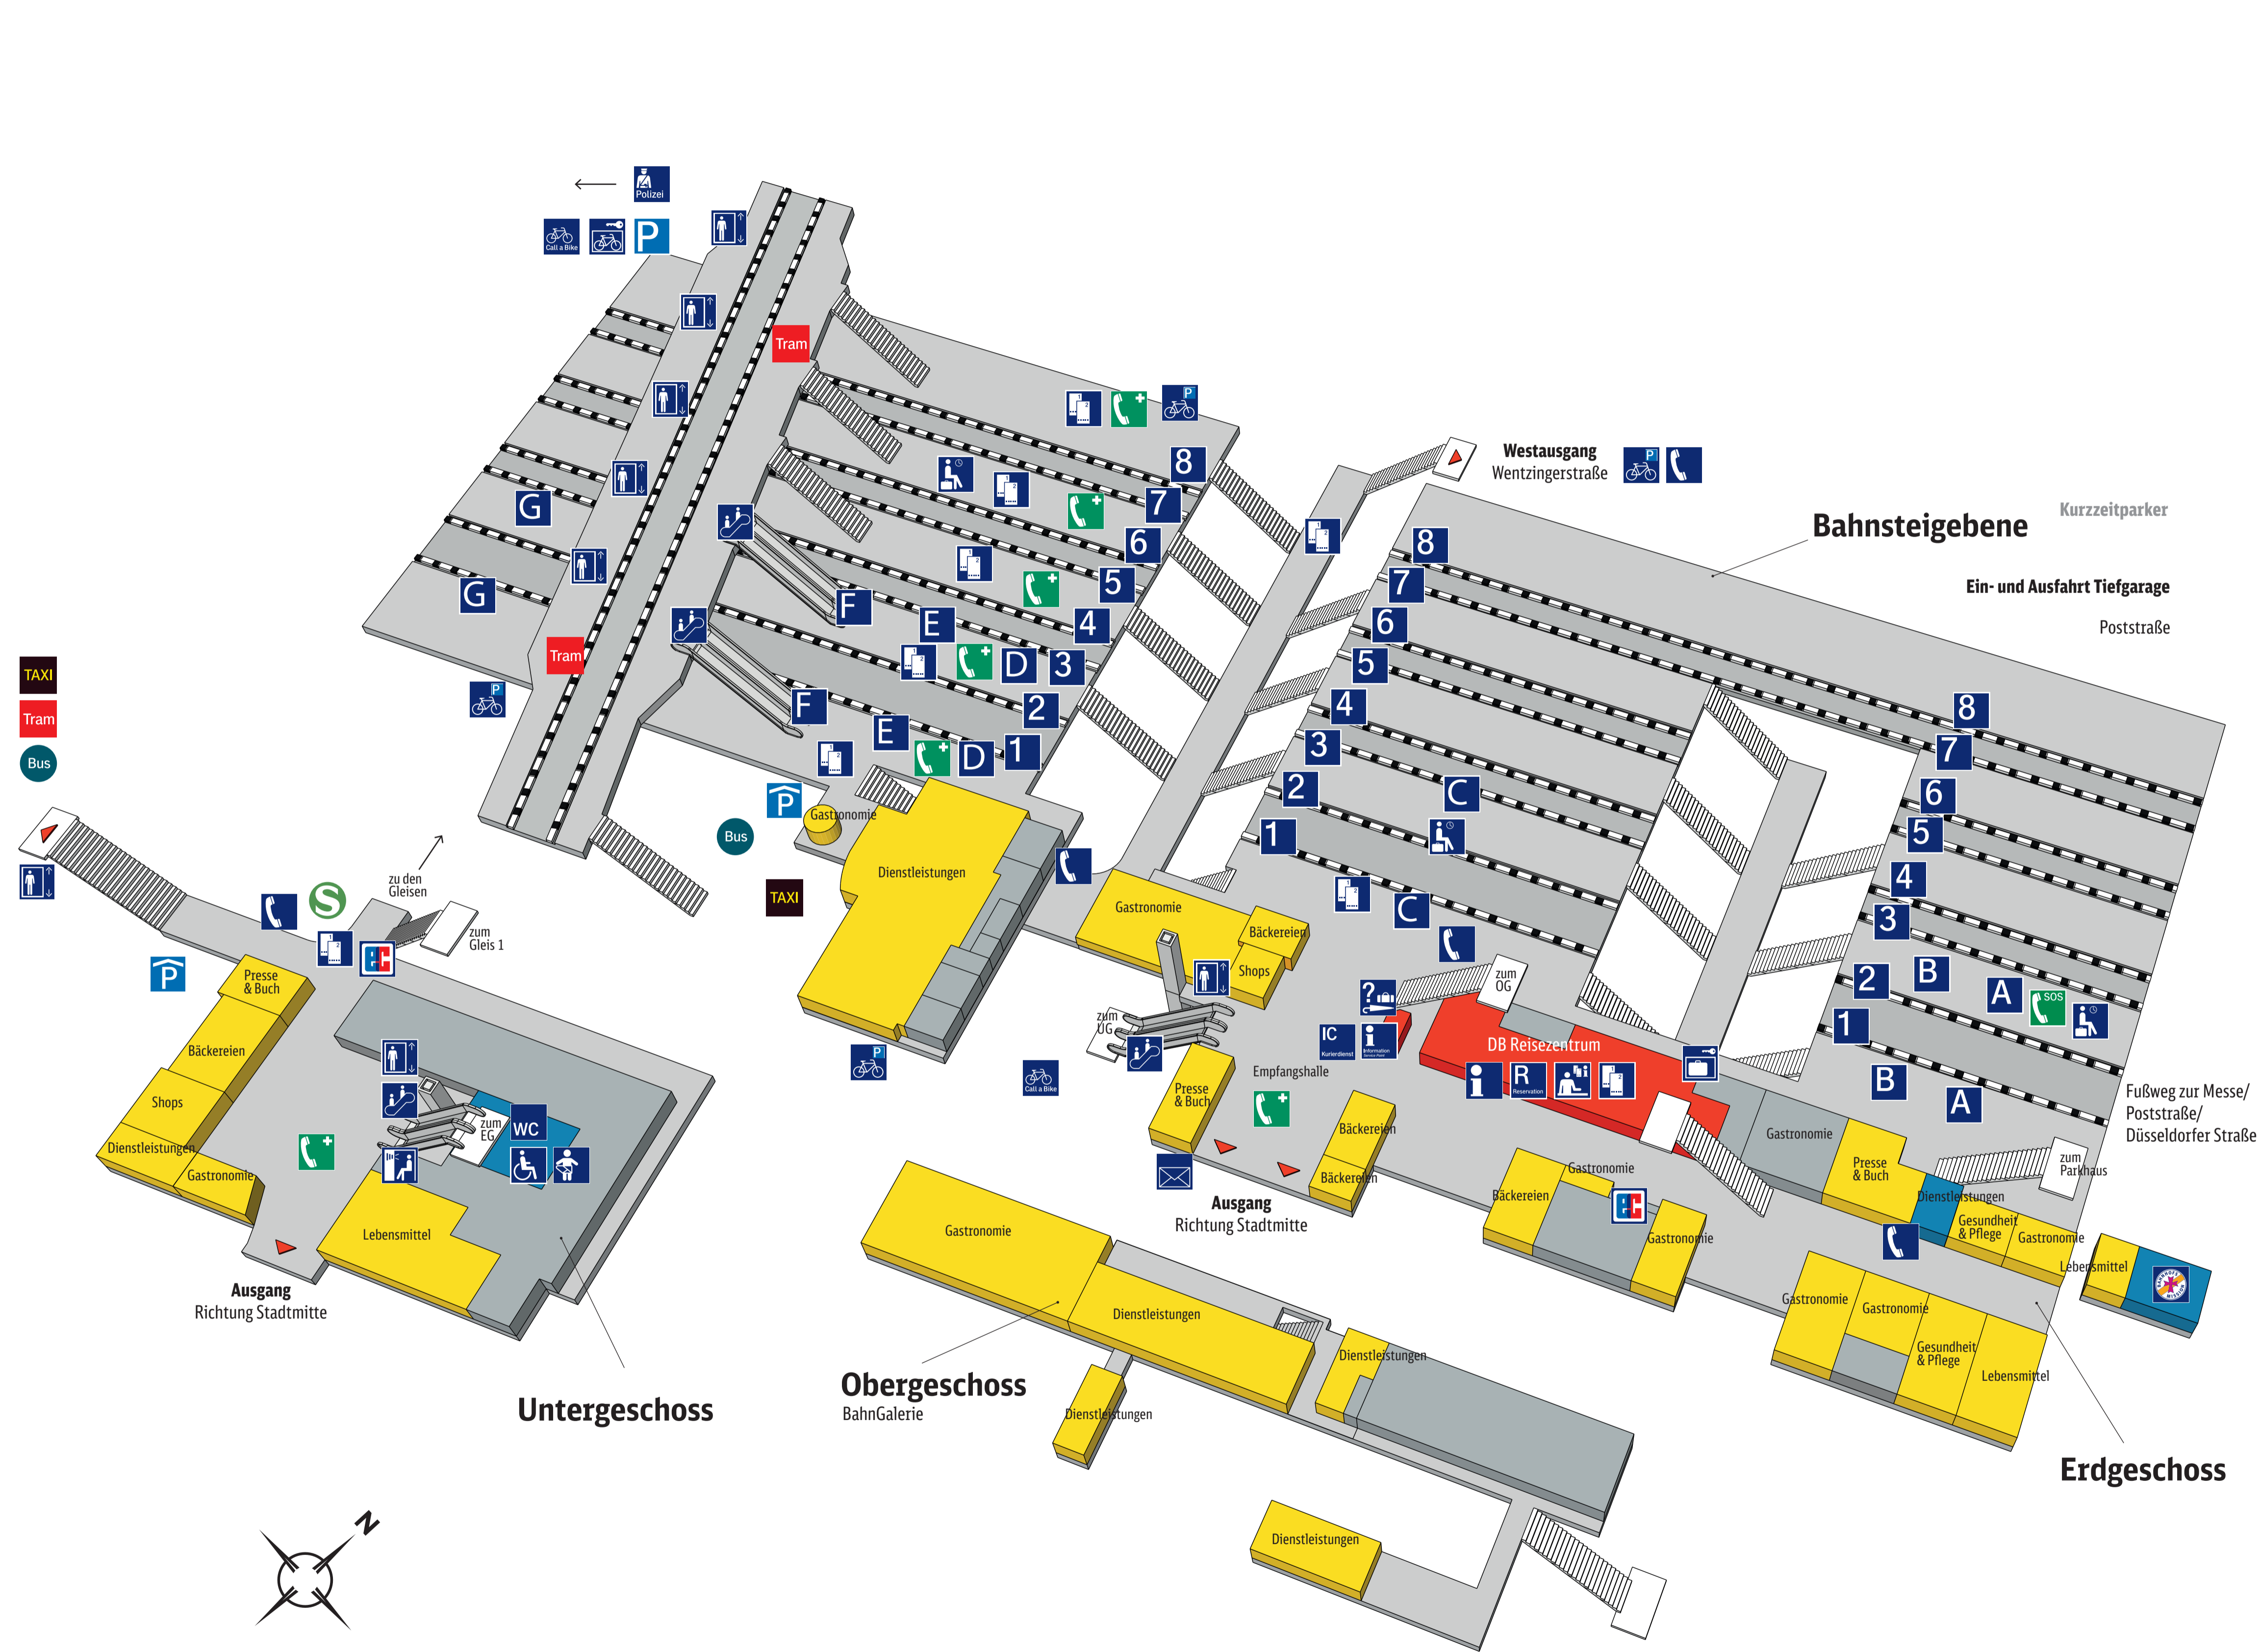 Polizei
Call a Bike
P
Tram
P
8
7
6
5
4
3
2
1
G
G
F
E
D
F
E
D
Tram
P
Westausgang
Wentzingerstraße
P
Kurzzeitparker
Bahnsteigebene
Ein- und Ausfahrt Tiefgarage
Poststraße
8
7
6
5
4
3
2
1
C
C
8
7
6
5
4
3
2
1
B
A
SOS
B
A
TAXI
Tram
Bus
P
Bus
TAXI
Gastronomie
Dienstleistungen
P
Call a Bike
Gastronomie
Bäckereien
Shops
zum
UG
zum
OG
?
IC
Kurierdienst
i
Information
Service Point
DB Reisezentrum
i
R
Reservation
Empfangshalle
Presse
& Buch
Bäckereien
Bäckereien
Ausgang
Richtung Stadtmitte
Gastronomie
Bäckereien
Gastronomie
Gastronomie
Presse
& Buch
Dienstleistungen
Gesundheit
& Pflege
Gastronomie
zum
Parkhaus
Fußweg zur Messe/
Poststraße/
Düsseldorfer Straße
Lebensmittel
Gastronomie
Gastronomie
Gesundheit
& Pflege
Lebensmittel
Erdgeschoss
zu den
Gleisen
S
zum
Gleis 1
P
Presse
& Buch
Bäckereien
Shops
Dienstleistungen
Gastronomie
zum
EG
WC
Lebensmittel
Ausgang
Richtung Stadtmitte
Untergeschoss
Gastronomie
Dienstleistungen
Dienstleistungen
Dienstleistungen
Dienstleistungen
Obergeschoss
BahnGalerie
N